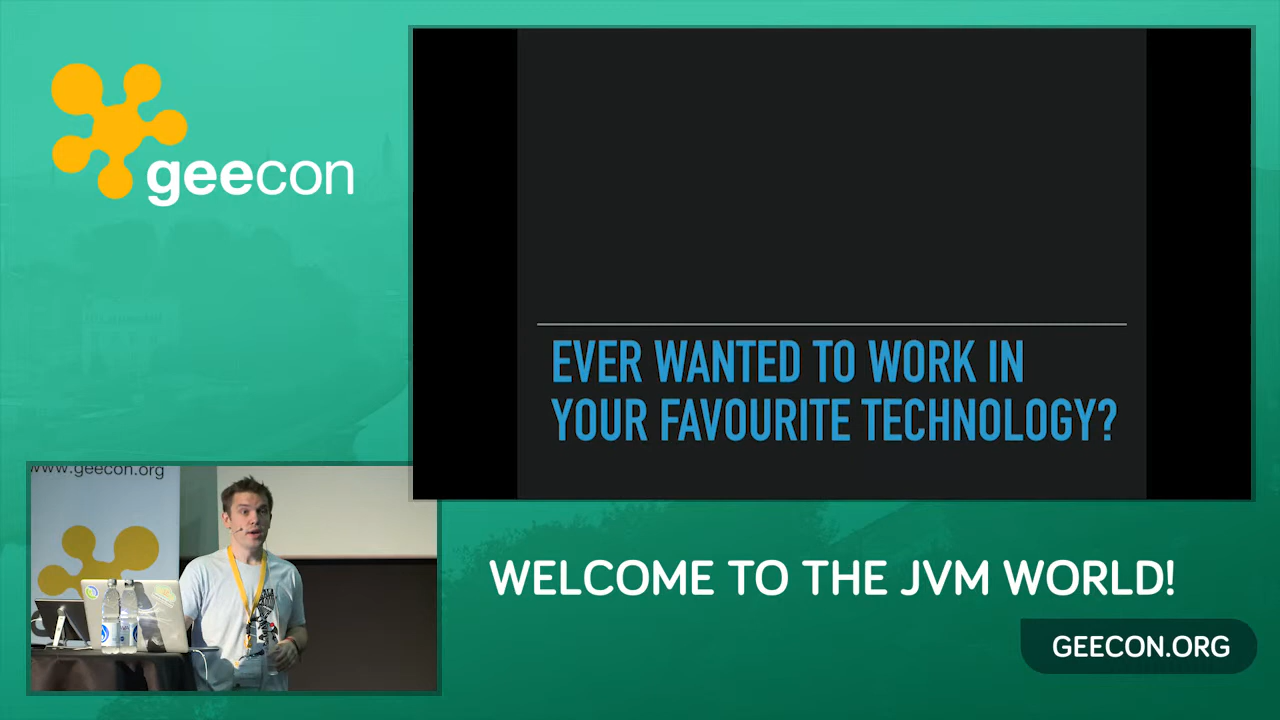 geecon
EVER WANTED TO WORK IN
YOUR FAVOURITE TECHNOLOGY?
www.geecon.org
WELCOME TO THE JVM WORLD!
GEECON.ORG